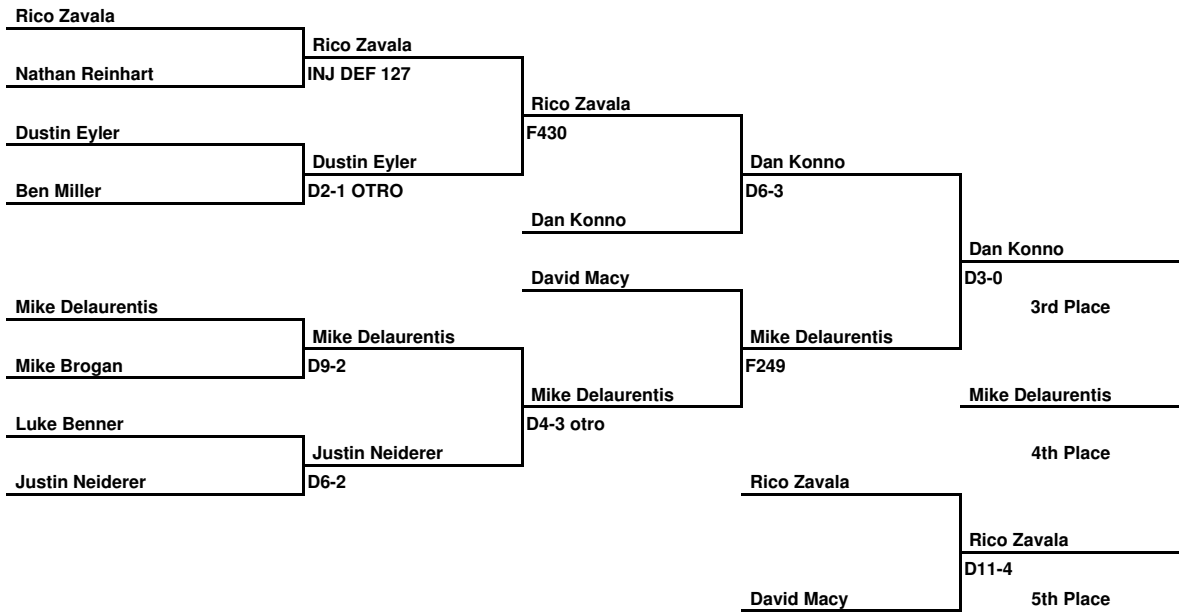 Rico Zavala
Rico Zavala
Nathan Reinhart
INJ DEF 127
Rico Zavala
Dustin Eyler
F430
Dustin Eyler
Dan Konno
Ben Miller
D2-1 OTRO
D6-3
Dan Konno
Dan Konno
David Macy
D3-0
Mike Delaurentis
3rd Place
Mike Delaurentis
Mike Delaurentis
Mike Brogan
D9-2
F249
Mike Delaurentis
Mike Delaurentis
Luke Benner
D4-3 otro
Justin Neiderer
4th Place
Justin Neiderer
D6-2
Rico Zavala
Rico Zavala
D11-4
David Macy
5th Place